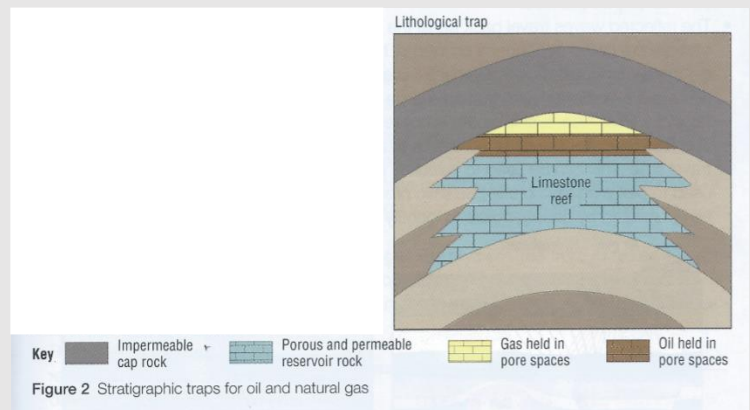 Lithological trap
Limestone
reef
Key
Impermeable
cap rock
Porous and permeable
reservoir rock
Gas held in
pore spaces
Oil held in
pore spaces
Figure 2 Stratigraphic traps for oil and natural gas